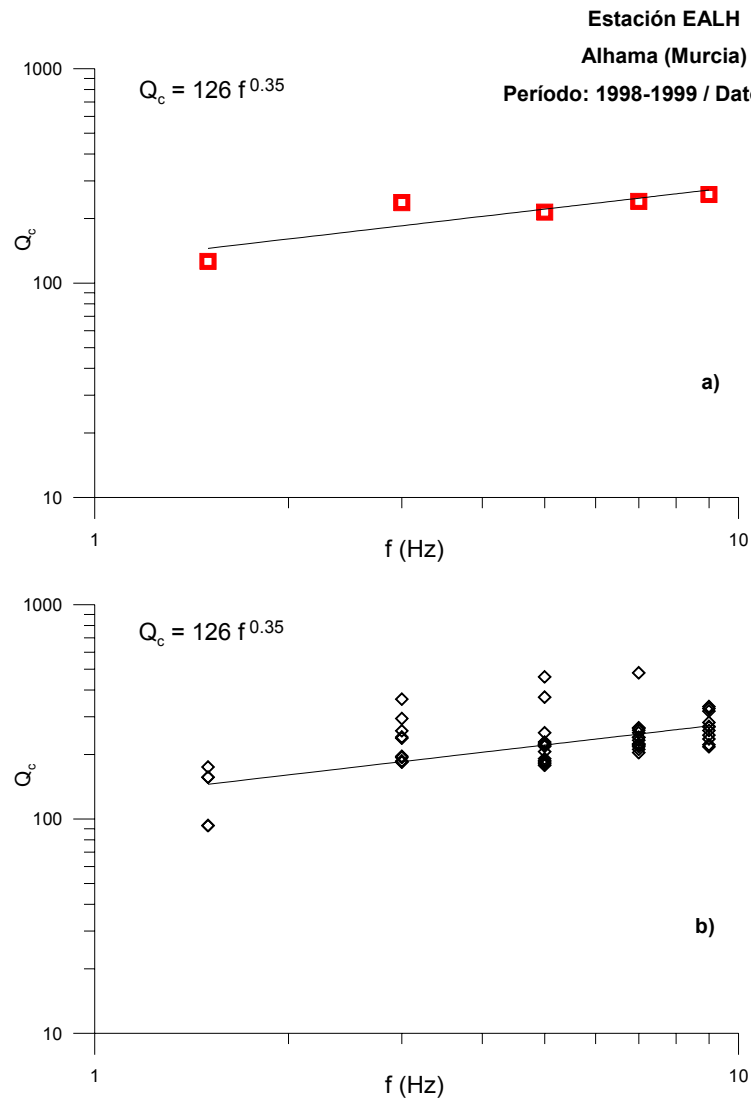 Estación EALH
Alhama (Murcia)
Período: 1998-1999 / Dat
1000
Q_c = 126 f^0.35
Q_c
100
a)
10
1
10
f (Hz)
1000
Q_c = 126 f^0.35
Q_c
100
b)
10
1
10
f (Hz)